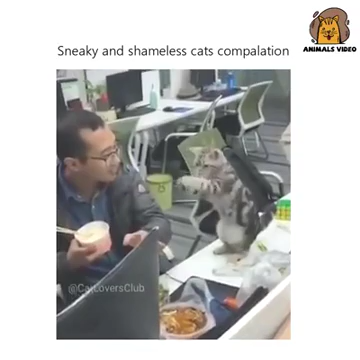 ANIMALS VIDEO
Sneaky and shameless cats compalation
@CatLoversClub